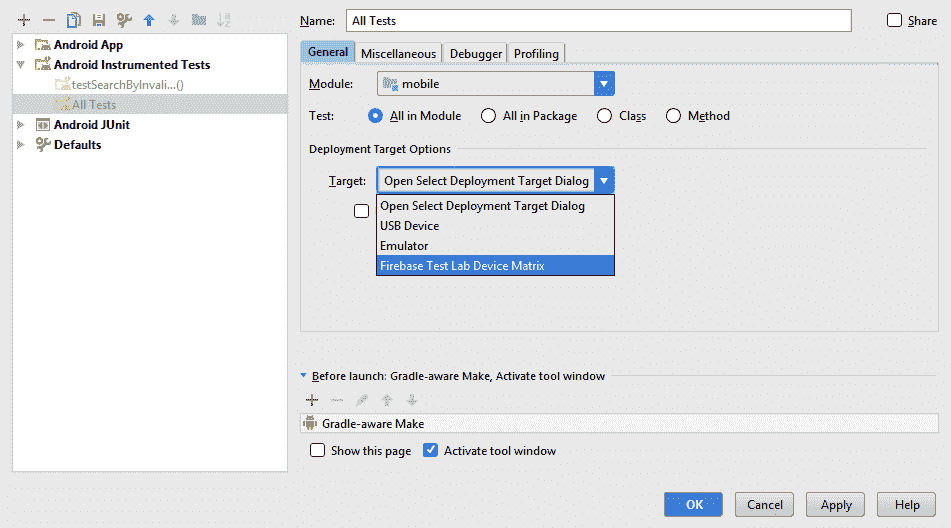 Name: All Tests Share
Android App
Android Instrumented Tests
testSearchByInvali...()
All Tests
Android JUnit
Defaults
General Miscellaneous Debugger Profiling
Module: mobile
Test: All in Module All in Package Class Method
Deployment Target Options
Target: Open Select Deployment Target Dialog
Open Select Deployment Target Dialog
USB Device
Emulator
Firebase Test Lab Device Matrix
Before launch: Gradle-aware Make, Activate tool window
Gradle-aware Make
Show this page Activate tool window
OK Cancel Apply Help